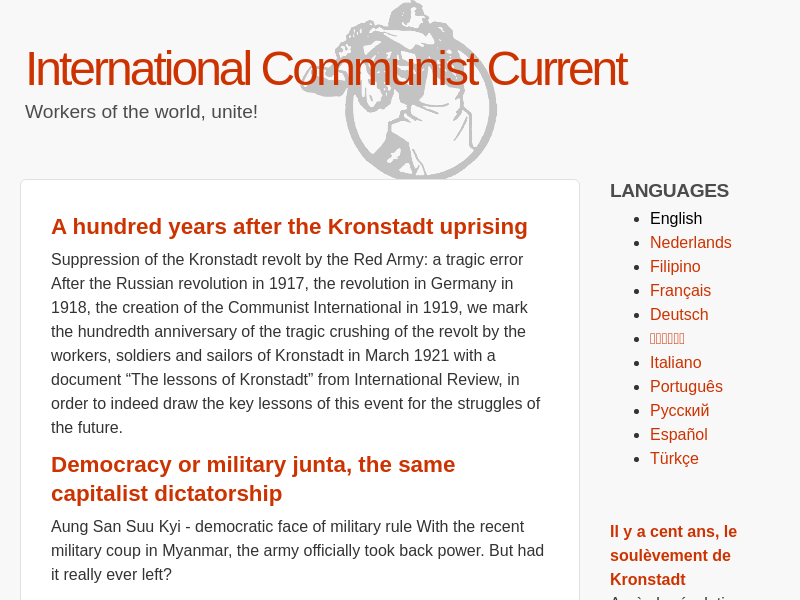 International Communist Current
Workers of the world, unite!
A hundred years after the Kronstadt uprising
Suppression of the Kronstadt revolt by the Red Army: a tragic error
After the Russian revolution in 1917, the revolution in Germany in
1918, the creation of the Communist International in 1919, we mark
the hundredth anniversary of the tragic crushing of the revolt by the
workers, soldiers and sailors of Kronstadt in March 1921 with a
document “The lessons of Kronstadt” from International Review, in
order to indeed draw the key lessons of this event for the struggles of
the future.
Democracy or military junta, the same
capitalist dictatorship
Aung San Suu Kyi - democratic face of military rule With the recent
military coup in Myanmar, the army officially took back power. But had
it really ever left?
LANGUAGES
English
Nederlands
Filipino
Français
Deutsch
Italiano
Português
Русский
Español
Türkçe
Il y a cent ans, le
soulèvement de
Kronstadt